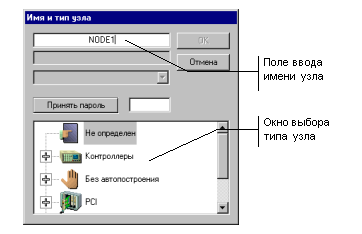 Имя и тип узла
NODE1
OK
Отмена
Принять пароль
Не определен
Контроллеры
Без автопостроения
PCI
Поле ввода
имени узла
Окно выбора
типа узла